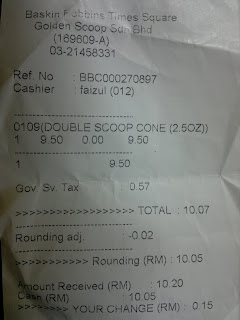 Baskin Robbins Times Square
Golden Scoop Sdn Bhd
(169609-A)
03-21458331
Ref. No : BBC000270897
Cashier : faizul (012)
0109(DOUBLE SCOOP CONE (2.5OZ))
1 9.50 0.00 9.50
1 9.50
Gov. Sv. Tax : 0.57
>>>>>>>>>>>>>>>>>>> TOTAL : 10.07
Rounding adj. : -0.02
>>>>>>>>>>> Rounding (RM) : 10.05
Amount Received (RM) : 10.20
Cash (RM) : 10.05
>>>>>>>> YOUR CHANGE (RM) : 0.15